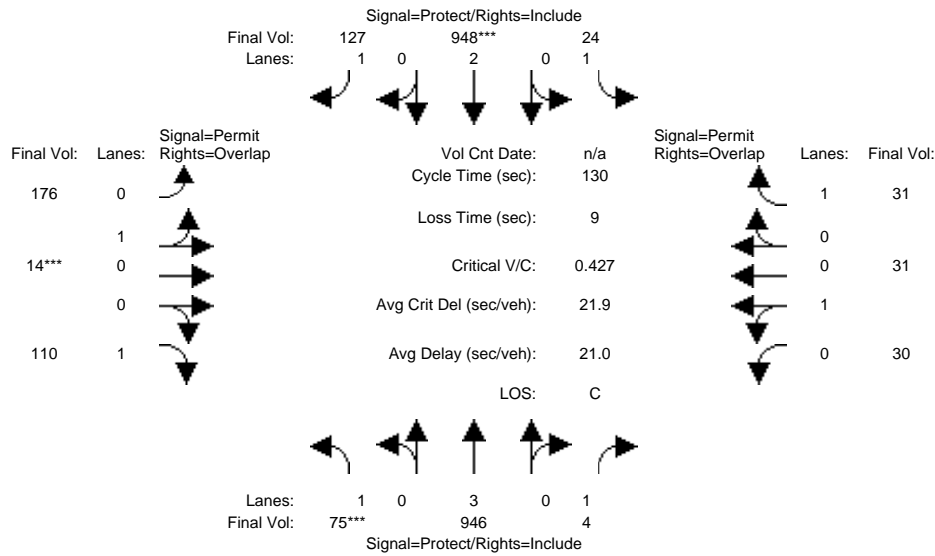 Signal=Protect/Rights=Include
Final Vol: 127 948*** 24
Lanes: 1 0 2 0 1
Signal=Permit
Final Vol: Lanes: Rights=Overlap
Vol Cnt Date: n/a
Signal=Permit
Rights=Overlap Lanes: Final Vol:
Cycle Time (sec): 130
176 0
1 31
Loss Time (sec): 9
1
0
14*** 0
Critical V/C: 0.427
0 31
0
Avg Crit Del (sec/veh): 21.9
1
110 1
Avg Delay (sec/veh): 21.0
0 30
LOS: C
Lanes: 1 0 3 0 1
Final Vol: 75*** 946 4
Signal=Protect/Rights=Include